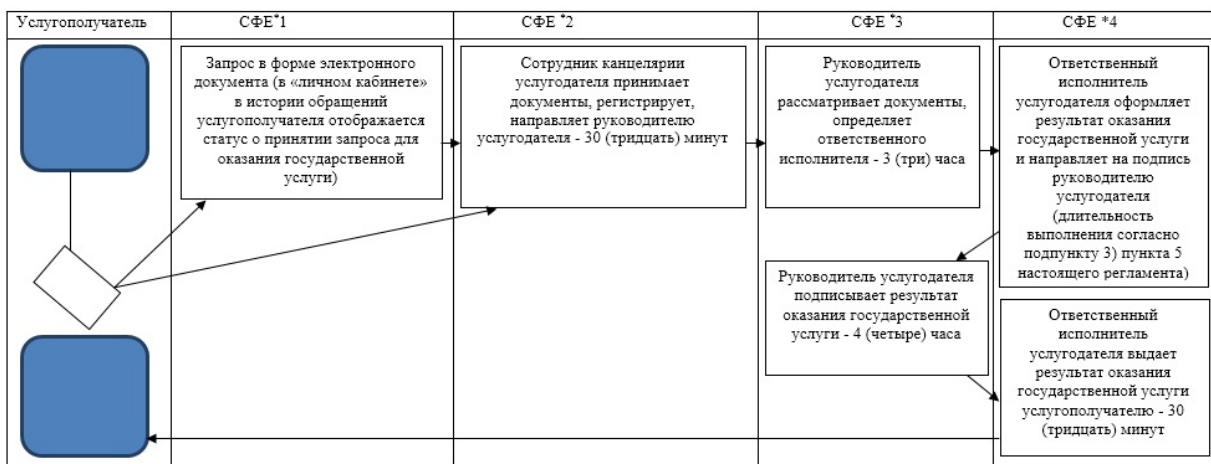 Услугополучатель
СФЕ*1
СФЕ *2
СФЕ*3
СФЕ *4
Запрос в форме электронного
документа (в «личном кабинете»
в истории обращений
услугополучателя отображается
статус о принятии запроса для
оказания государственной
услуги)
Сотрудник канцелярии
услугодателя принимает
документы, регистрирует,
направляет руководителю
услугодателя - 30 (тридцать) минут
Руководитель
услугодателя
рассматривает документы,
определяет
ответственного
исполнителя - 3 (три) часа
Ответственный
исполнитель
услугодателя оформляет
результат оказания
государственной услуги
и направляет на подпись
руководителю
услугодателя
(длительность
выполнения согласно
подпункту 3) пункта 5
настоящего регламента)
Руководитель услугодателя
подписывает результат
оказания государственной
услуги - 4 (четыре) часа
Ответственный
исполнитель
услугодателя выдает
результат оказания
государственной услуги
услугополучателю - 30
(тридцать) минут